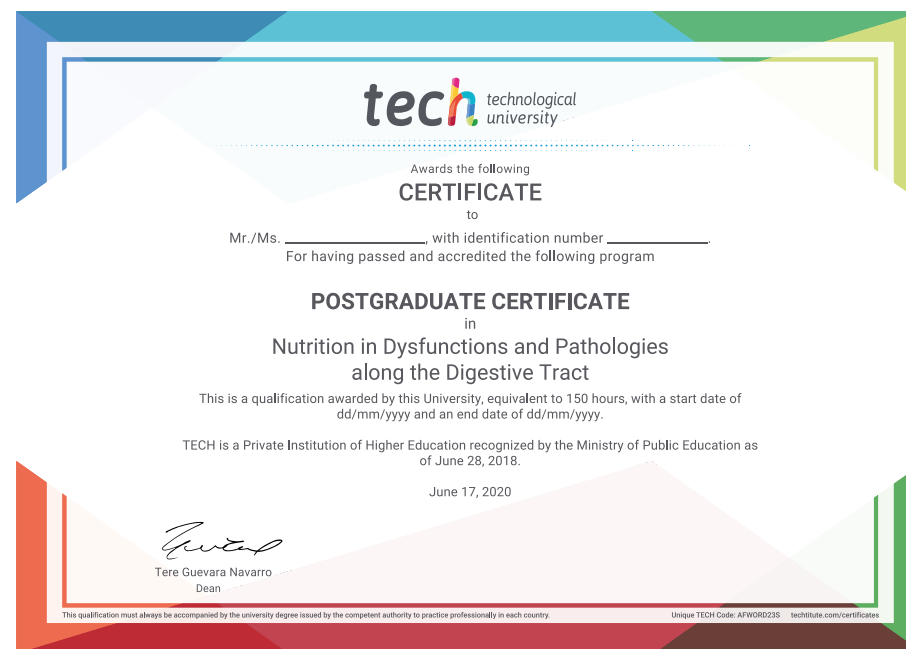 tech technological
university
Awards the following
CERTIFICATE
to
Mr./Ms. ____________________, with identification number ______________.
For having passed and accredited the following program
POSTGRADUATE CERTIFICATE
in
Nutrition in Dysfunctions and Pathologies
along the Digestive Tract
This is a qualification awarded by this University, equivalent to 150 hours, with a start date of
dd/mm/yyyy and an end date of dd/mm/yyyy.
TECH is a Private Institution of Higher Education recognized by the Ministry of Public Education as
of June 28, 2018.
June 17, 2020
Tere Guevara Navarro
Dean
This qualification must always be accompanied by the university degree issued by the competent authority to practice professionally in each country. Unique TECH Code: AFWORD23S techtitute.com/certificates